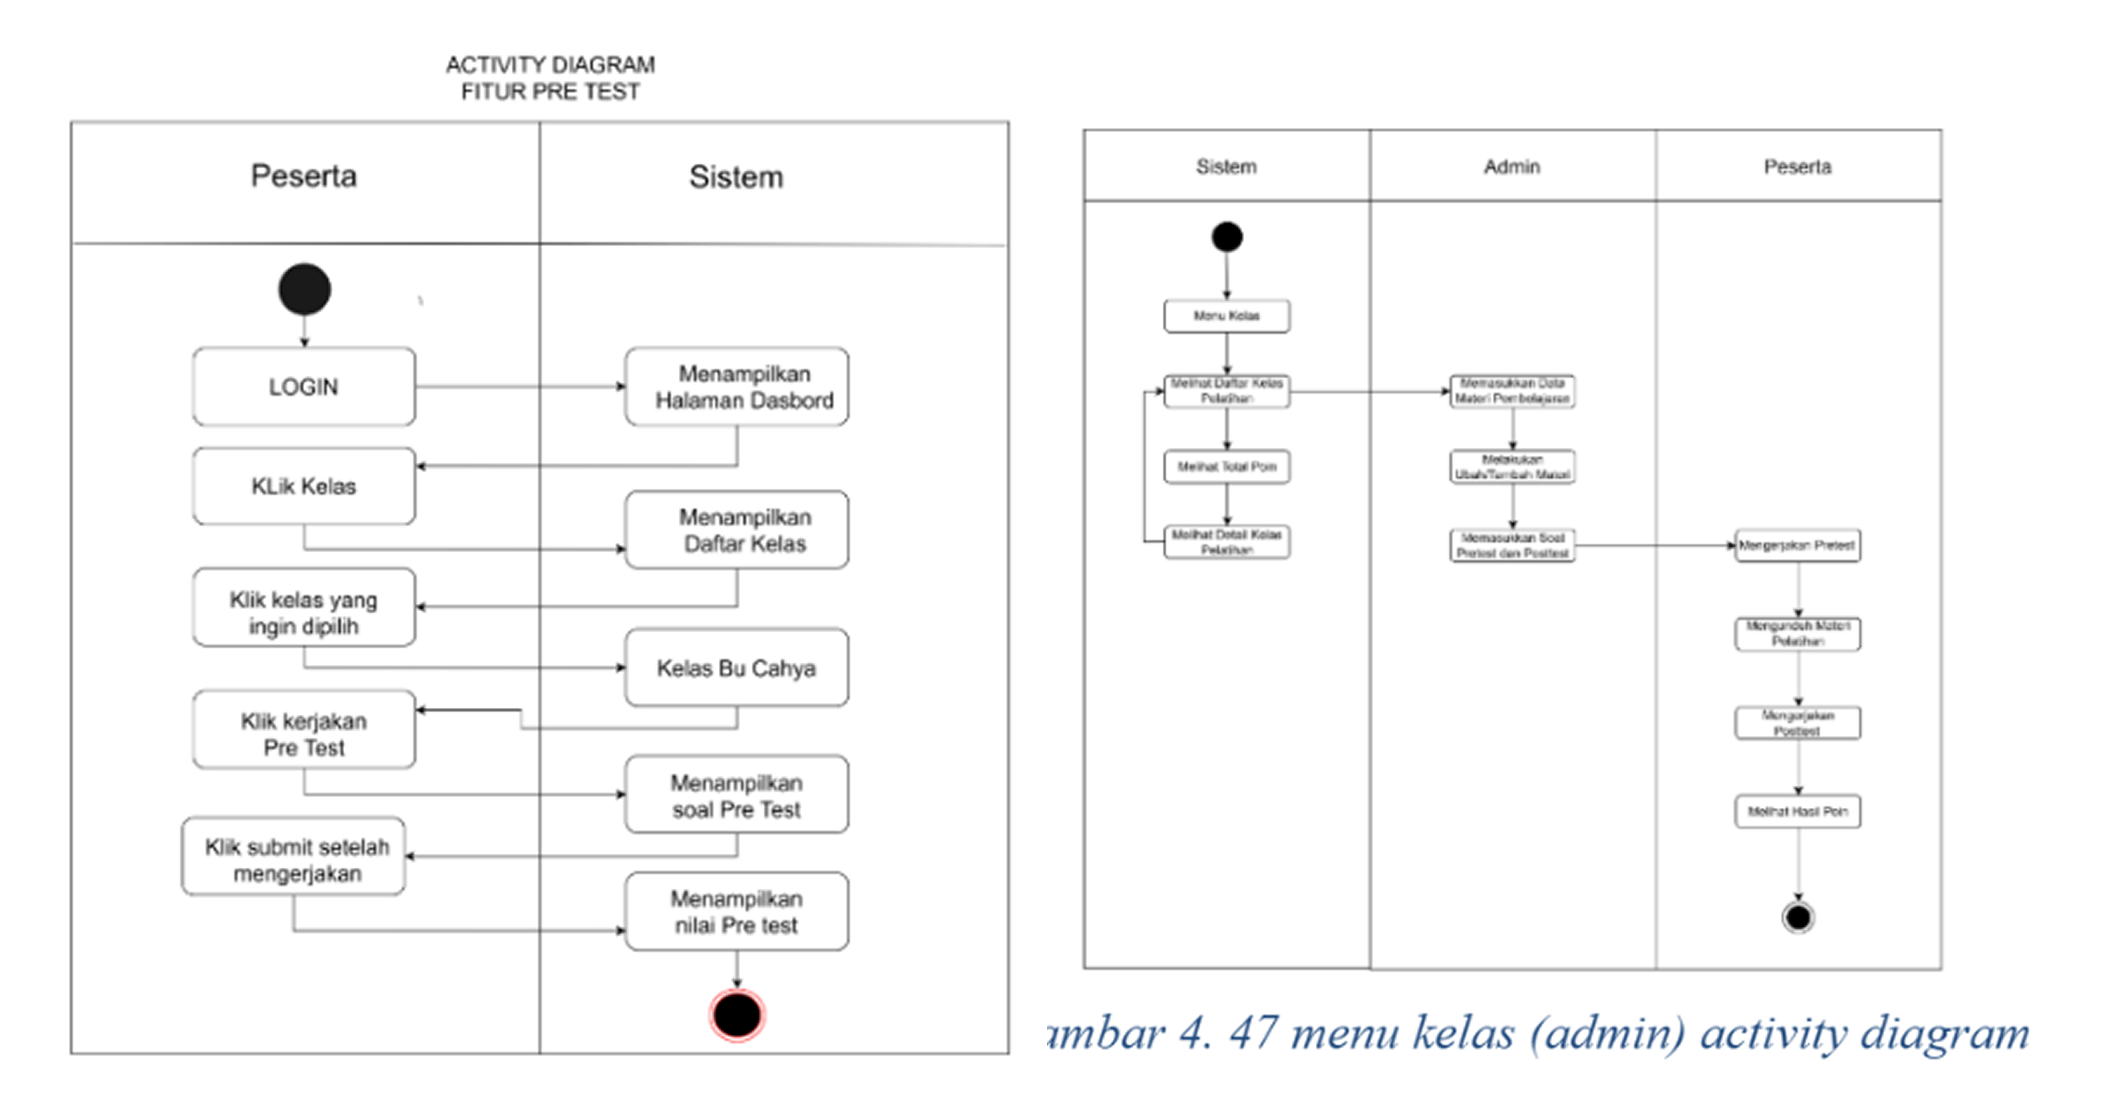 ACTIVITY DIAGRAM
FITUR PRE TEST
Peserta
Sistem
LOGIN
Menampilkan
Halaman Dasbord
KLik Kelas
Menampilkan
Daftar Kelas
Klik kelas yang
ingin dipilih
Kelas Bu Cahya
Klik kerjakan
Pre Test
Menampilkan
soal Pre Test
Klik submit setelah
mengerjakan
Menampilkan
nilai Pre test
Sistem
Admin
Peserta
Menu Kelas
Melihat Daftar Kelas
Pelatihan
Memasukkan Data
Materi Pembelajaran
Melihat Total Poin
Melakukan
Ubah/Tambah Materi
Melihat Detail Kelas
Pelatihan
Memasukkan Soal
Pretest dan Posttest
Mengerjakan Pretest
Mengunduh Materi
Pelatihan
Mengerjakan
Posttest
Melihat Hasil Poin
ambar 4. 47 menu kelas (admin) activity diagram